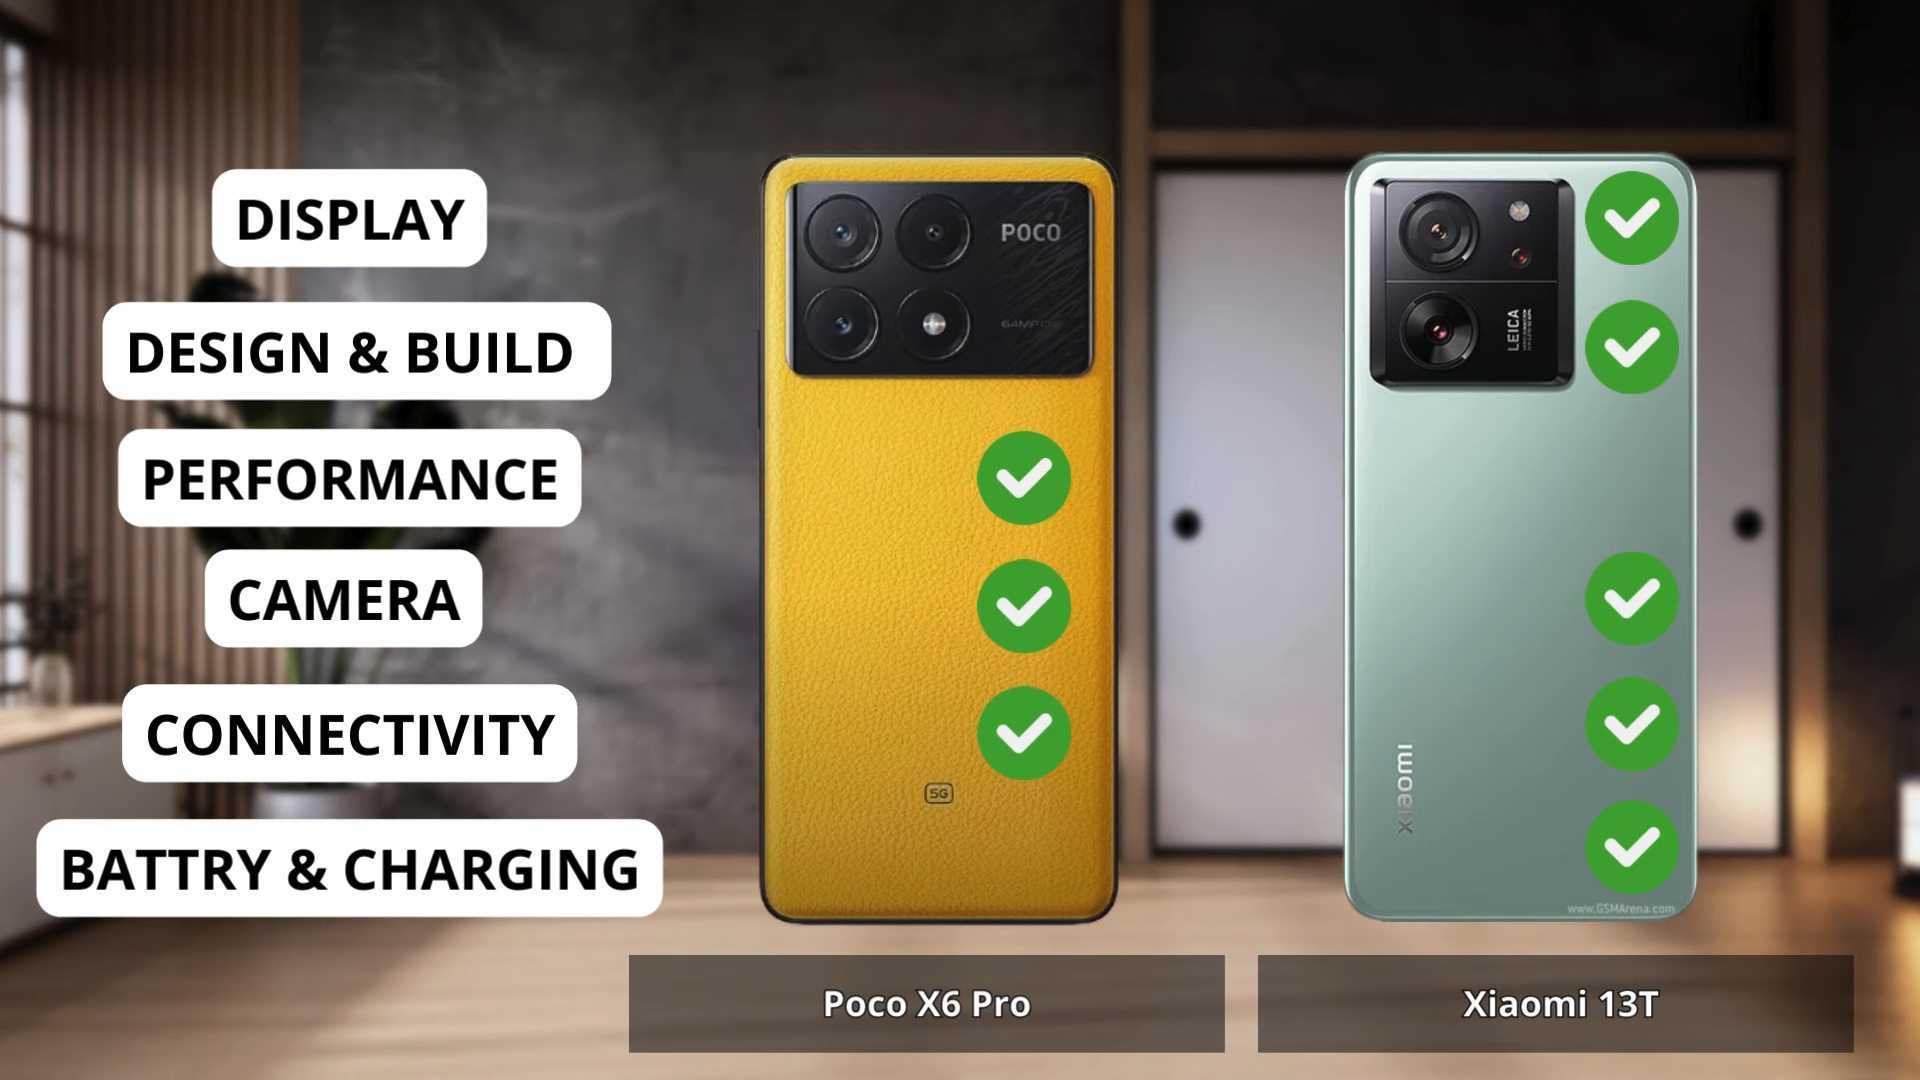 DISPLAY
DESIGN & BUILD
PERFORMANCE
CAMERA
CONNECTIVITY
BATTRY & CHARGING
POCO
64MP
5G
LEICA
xiaomi
www.GSMArena.com
Poco X6 Pro
Xiaomi 13T